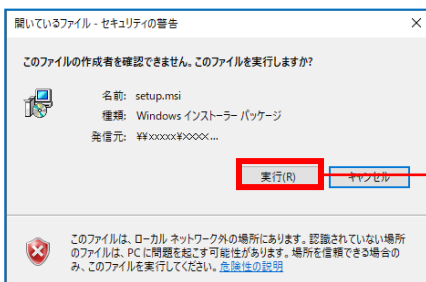 開いているファイル - セキュリティの警告
このファイルの作成者を確認できません。このファイルを実行しますか?
名前: setup.msi
種類: Windows インストーラー パッケージ
発信元: ¥¥xxxxx¥xxxx...
実行(R) キャンセル
このファイルは、ローカル ネットワーク外の場所にあります。認識されていない場所
のファイルは、PC に問題を起こす可能性があります。場所を信頼できる場合の
み、このファイルを実行してください。危険性の説明